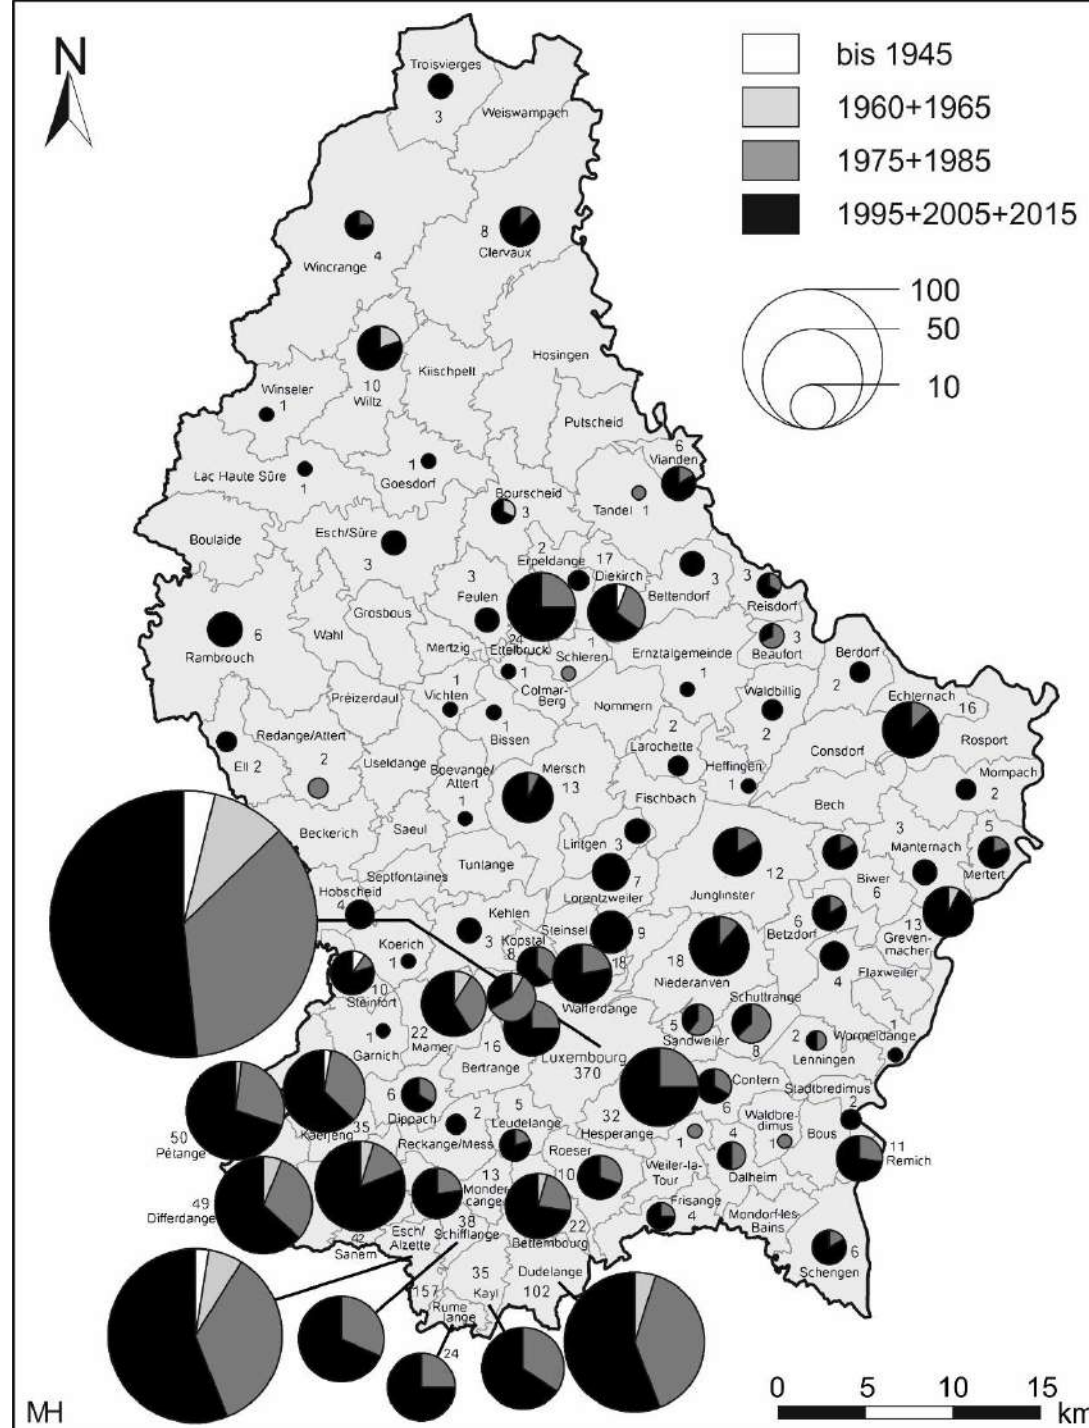 N
bis 1945
1960+1965
1975+1985
1995+2005+2015
100
50
10
Troisvierges
3
Weiswampach
8
Clervaux
4
Wincrange
Hosingen
Kiischpelt
10
Wiltz
Winseler
1
Putscheid
6
Vianden
Lac Haute Sûre
1
1
Goesdorf
Tandel 1
Bourscheid
3
Boulaide
Esch/Sûre
3
2
Erpeldange
17
Diekirch
3
Bettendorf
3
Reisdorf
3
Feulen
Grosbous
Wahl
6
Rambrouch
Mertzig
24
Ettelbruck
1
Schieren
Ernztalgemeinde
3
Beaufort
Berdorf
2
1
Vichten
1
Colmar-
Berg
1
Waldbillig
2
Echternach
16
Rosport
Préizerdaul
Nommern
Redange/Attert
2
Ell 2
Useldange
1
Bissen
Boevange/
Attert
1
Mersch
13
2
Larochette
Heffingen
1
Consdorf
Mompach
2
Fischbach
Bech
Beckerich
Saeul
Tuntange
Lintgen 3
3
Manternach
5
Mertert
Septfontaines
7
Lorentzweiler
12
Junglinster
Biwer
6
Hobscheid
4
Kehlen
3
Steinsel
9
6
Betzdorf
13
Greven-
macher
Koerich
1
Kopstal
8
18
Walferdange
18
Niederanven
4
Flaxweiler
10
Steinfort
Schuttrange
8
5
Sandweiler
1
Garnich
22
Mamer
16
Bertrange
Luxembourg
370
2
Lenningen
1
Wormeldange
Stadtbredimus
Contern
6
6
Dippach
2
Reckange/Mess
5
Leudelange
32
Hesperange
Waldbre-
dimus
1
2
Bous
50
Pétange
35
Kaerjeng
Roeser
10
1
Weiler-la-
Tour
4
Dalheim
11
Remich
49
Differdange
13
Monder-
cange
22
Bettembourg
Frisange
4
Mondorf-les-
Bains
6
Schengen
42
Sanem
Esch/
Alzette
38
Schifflange
157
35
Kayl
Dudelange
102
Rume
lange
24
0 5 10 15
km
MH